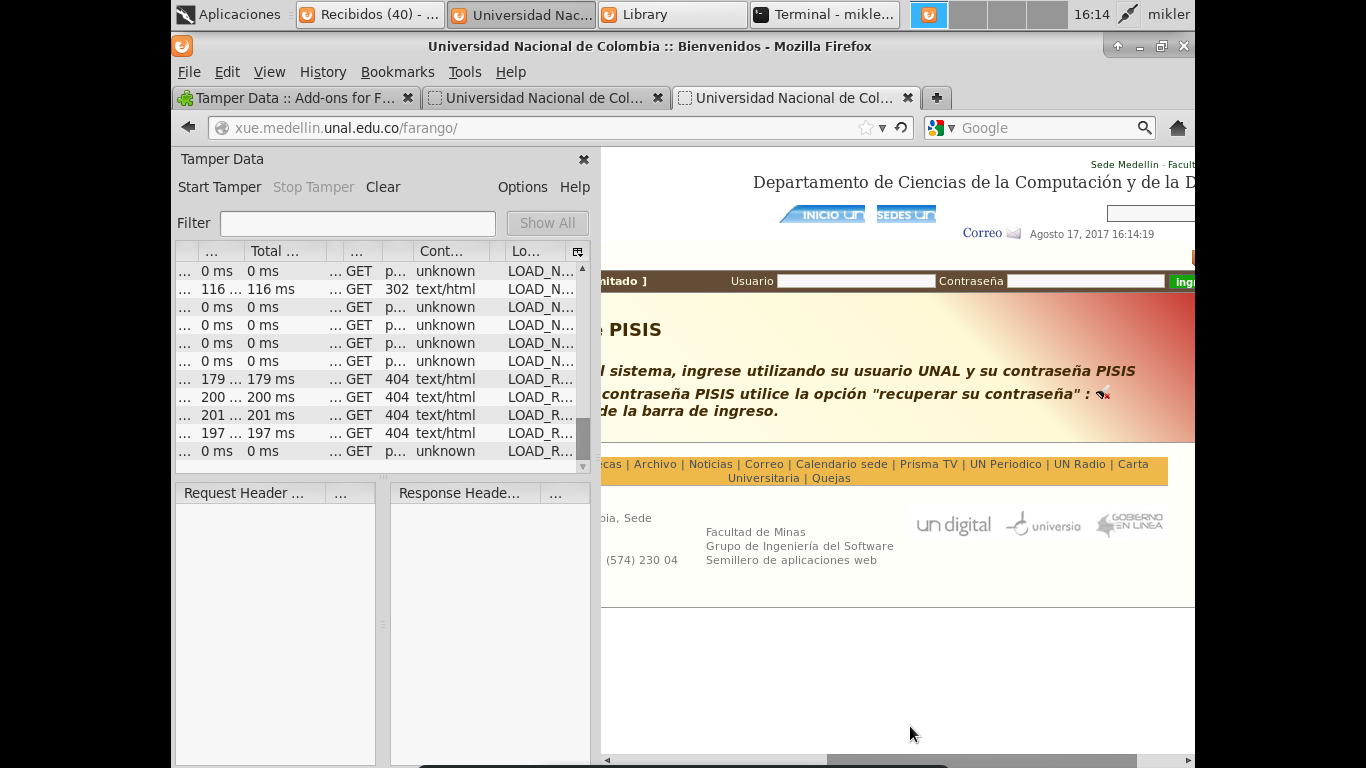 Aplicaciones Recibidos (40) - ... Universidad Nac... Library Terminal - mikle... 16:14 mikler
Universidad Nacional de Colombia :: Bienvenidos - Mozilla Firefox
File Edit View History Bookmarks Tools Help
Tamper Data :: Add-ons for F... Universidad Nacional de Col... Universidad Nacional de Col...
xue.medellin.unal.edu.co/farango/ Google
Tamper Data
Start Tamper Stop Tamper Clear Options Help
Filter Show All
... Total ... ... Cont... Lo...
... 0 ms 0 ms ... GET p... unknown LOAD_N...
... 116 ... 116 ms ... GET 302 text/html LOAD_N...
... 0 ms 0 ms ... GET p... unknown LOAD_N...
... 0 ms 0 ms ... GET p... unknown LOAD_N...
... 0 ms 0 ms ... GET p... unknown LOAD_N...
... 0 ms 0 ms ... GET p... unknown LOAD_N...
... 179 ... 179 ms ... GET 404 text/html LOAD_R...
... 200 ... 200 ms ... GET 404 text/html LOAD_R...
... 201 ... 201 ms ... GET 404 text/html LOAD_R...
... 197 ... 197 ms ... GET 404 text/html LOAD_R...
... 0 ms 0 ms ... GET p... unknown LOAD_N...
Request Header ... ... Response Heade... ...
Sede Medellín - Facult
Departamento de Ciencias de la Computación y de la D
INICIO un SEDES un
Correo Agosto 17, 2017 16:14:19
mitado ] Usuario Contraseña ingr
PISIS
l sistema, ingrese utilizando su usuario UNAL y su contraseña PISIS
contraseña PISIS utilice la opción "recuperar su contraseña" :
de la barra de ingreso.
ecas | Archivo | Noticias | Correo | Calendario sede | Prisma TV | UN Periodico | UN Radio | Carta
Universitaria | Quejas
bia, Sede
(574) 230 04
Facultad de Minas
Grupo de Ingeniería del Software
Semillero de aplicaciones web
un digital universia GOBIERNO
EN LINEA